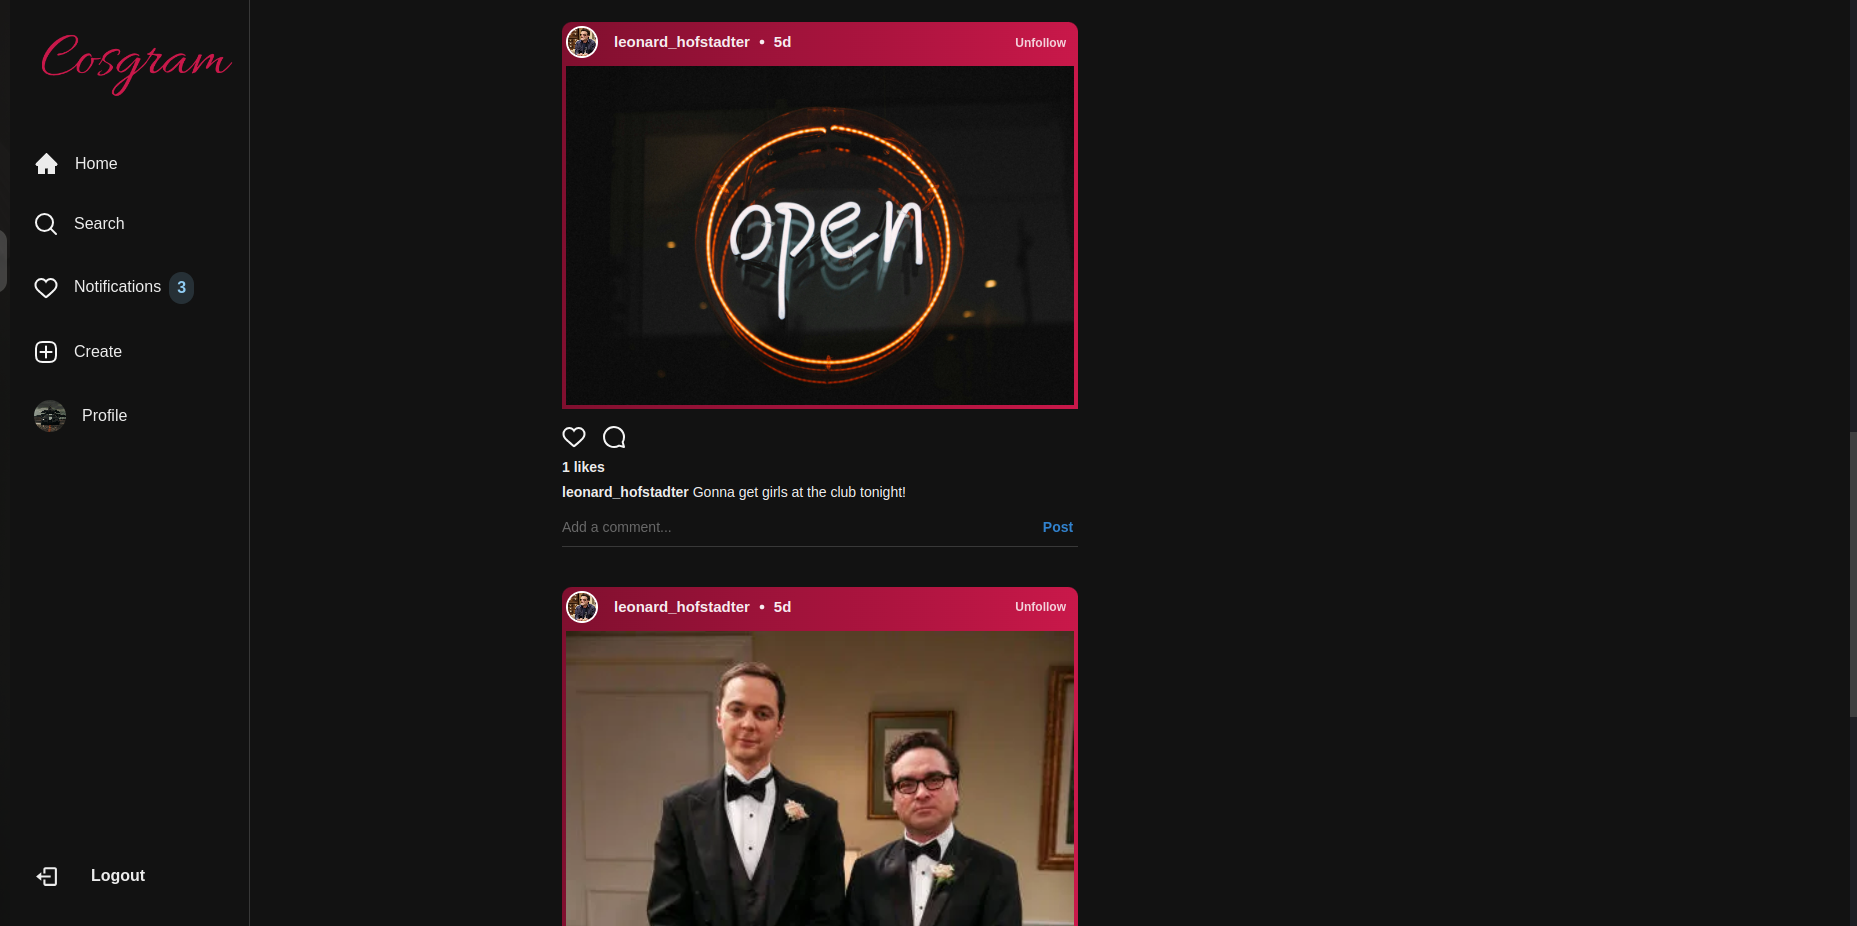 Cosgram
Home
Search
Notifications 3
Create
Profile
Logout
leonard_hofstadter • 5d Unfollow
open
1 likes
leonard_hofstadter Gonna get girls at the club tonight!
Add a comment... Post
leonard_hofstadter • 5d Unfollow